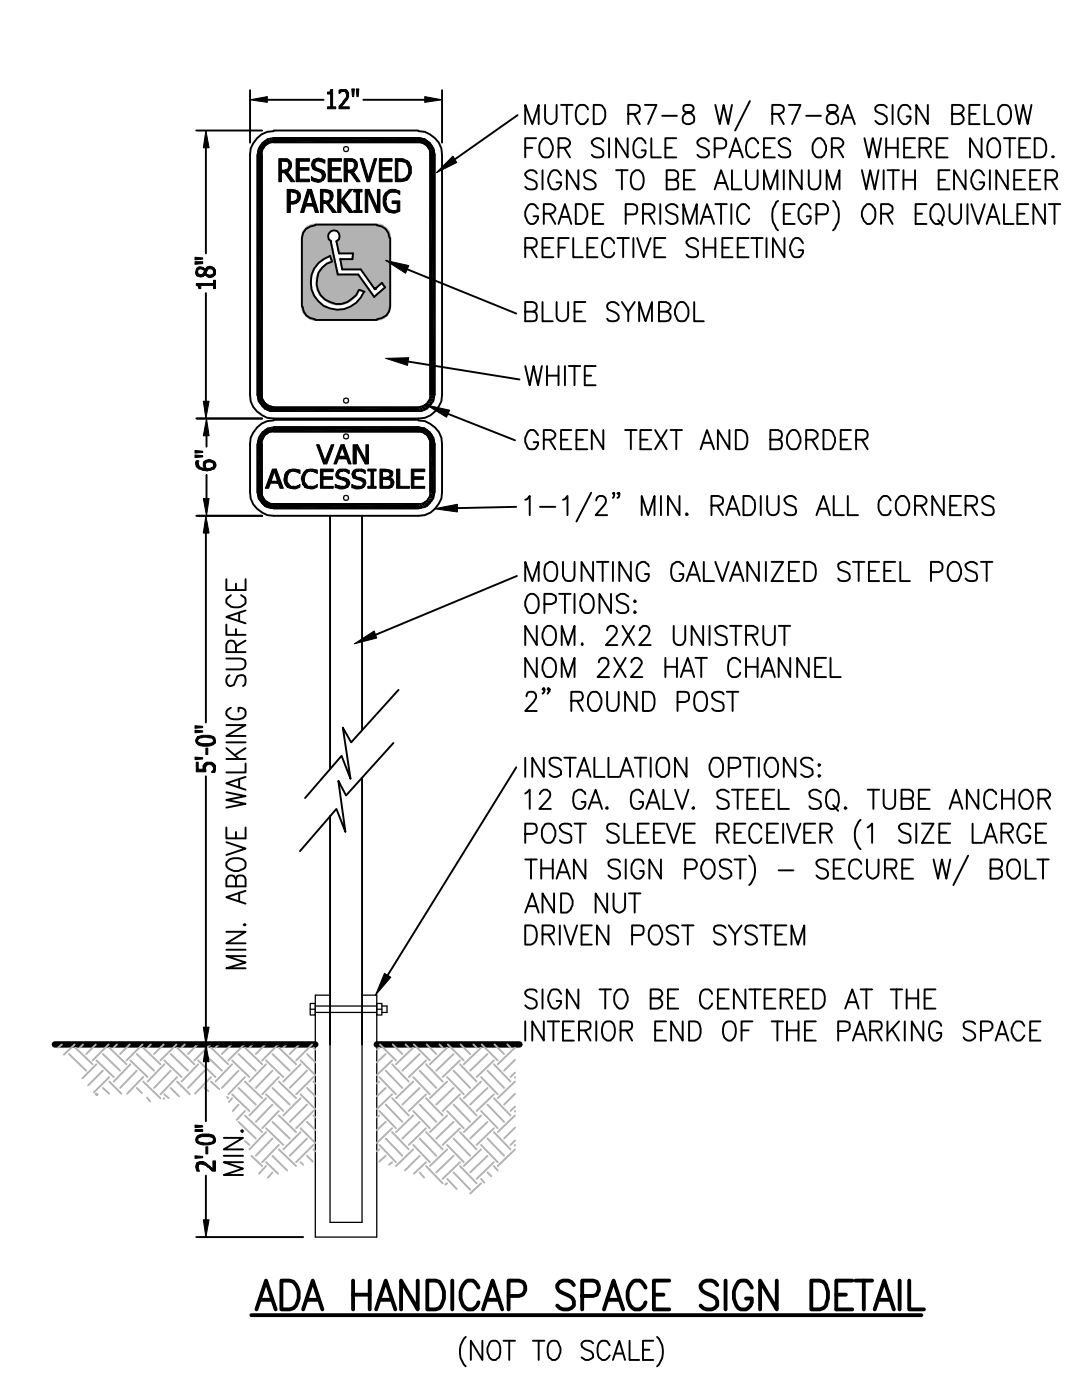 12"
MUTCD R7-8 W/ R7-8A SIGN BELOW
FOR SINGLE SPACES OR WHERE NOTED.
SIGNS TO BE ALUMINUM WITH ENGINEER
GRADE PRISMATIC (EGP) OR EQUIVALENT
REFLECTIVE SHEETING
RESERVED
PARKING
18"
BLUE SYMBOL
WHITE
GREEN TEXT AND BORDER
6"
VAN
ACCESSIBLE
1-1/2" MIN. RADIUS ALL CORNERS
MOUNTING GALVANIZED STEEL POST
OPTIONS:
NOM. 2X2 UNISTRUT
NOM 2X2 HAT CHANNEL
2" ROUND POST
5'-0"
MIN. ABOVE WALKING SURFACE
INSTALLATION OPTIONS:
12 GA. GALV. STEEL SQ. TUBE ANCHOR
POST SLEEVE RECEIVER (1 SIZE LARGE
THAN SIGN POST) - SECURE W/ BOLT
AND NUT
DRIVEN POST SYSTEM
SIGN TO BE CENTERED AT THE
INTERIOR END OF THE PARKING SPACE
2'-0"
MIN.
ADA HANDICAP SPACE SIGN DETAIL
(NOT TO SCALE)